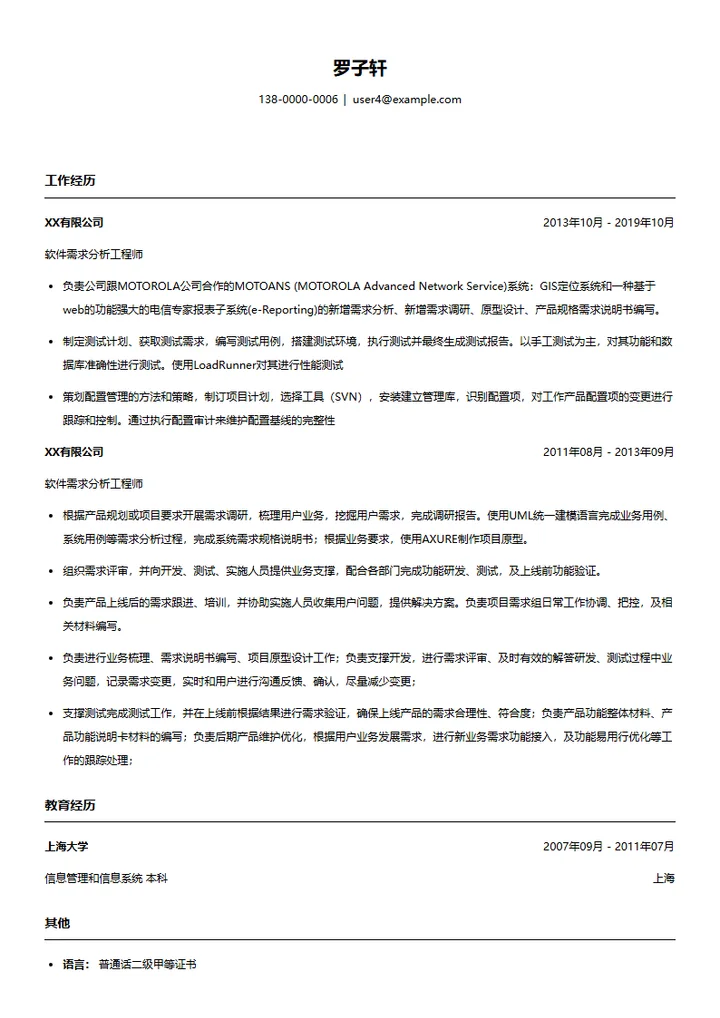 罗子轩
138-0000-0006 | user4@example.com
工作经历
XX有限公司 2013年10月 - 2019年10月
软件需求分析工程师
• 负责公司跟MOTOROLA公司合作的MOTOANS (MOTOROLA Advanced Network Service)系统：GIS定位系统和一种基于
web的功能强大的电信专家报表子系统(e-Reporting)的新增需求分析、新增需求调研、原型设计、产品规格需求说明书编写。
• 制定测试计划、获取测试需求，编写测试用例，搭建测试环境，执行测试并最终生成测试报告。以手工测试为主，对其功能和数
据库准确性进行测试。使用LoadRunner对其进行性能测试
• 策划配置管理的方法和策略，制订项目计划，选择工具（SVN），安装建立管理库，识别配置项，对工作产品配置项的变更进行
跟踪和控制。通过执行配置审计来维护配置基线的完整性
XX有限公司 2011年08月 - 2013年09月
软件需求分析工程师
• 根据产品规划或项目要求开展需求调研，梳理用户业务，挖掘用户需求，完成调研报告。使用UML统一建模语言完成业务用例、
系统用例等需求分析过程，完成系统需求规格说明书；根据业务要求，使用AXURE制作项目原型。
• 组织需求评审，并向开发、测试、实施人员提供业务支撑，配合各部门完成功能研发、测试，及上线前功能验证。
• 负责产品上线后的需求跟进、培训，并协助实施人员收集用户问题，提供解决方案。负责项目需求组日常工作协调、把控，及相
关材料编写。
• 负责进行业务梳理、需求说明书编写、项目原型设计工作；负责支撑开发，进行需求评审、及时有效的解答研发、测试过程中业
务问题，记录需求变更，实时和用户进行沟通反馈、确认，尽量减少变更；
• 支撑测试完成测试工作，并在上线前根据结果进行需求验证，确保上线产品的需求合理性、符合度；负责产品功能整体材料、产
品功能说明卡材料的编写；负责后期产品维护优化，根据用户业务发展需求，进行新业务需求功能接入，及功能易用行优化等工
作的跟踪处理；
教育经历
上海大学 2007年09月 - 2011年07月
信息管理和信息系统 本科 上海
其他
• 语言： 普通话二级甲等证书